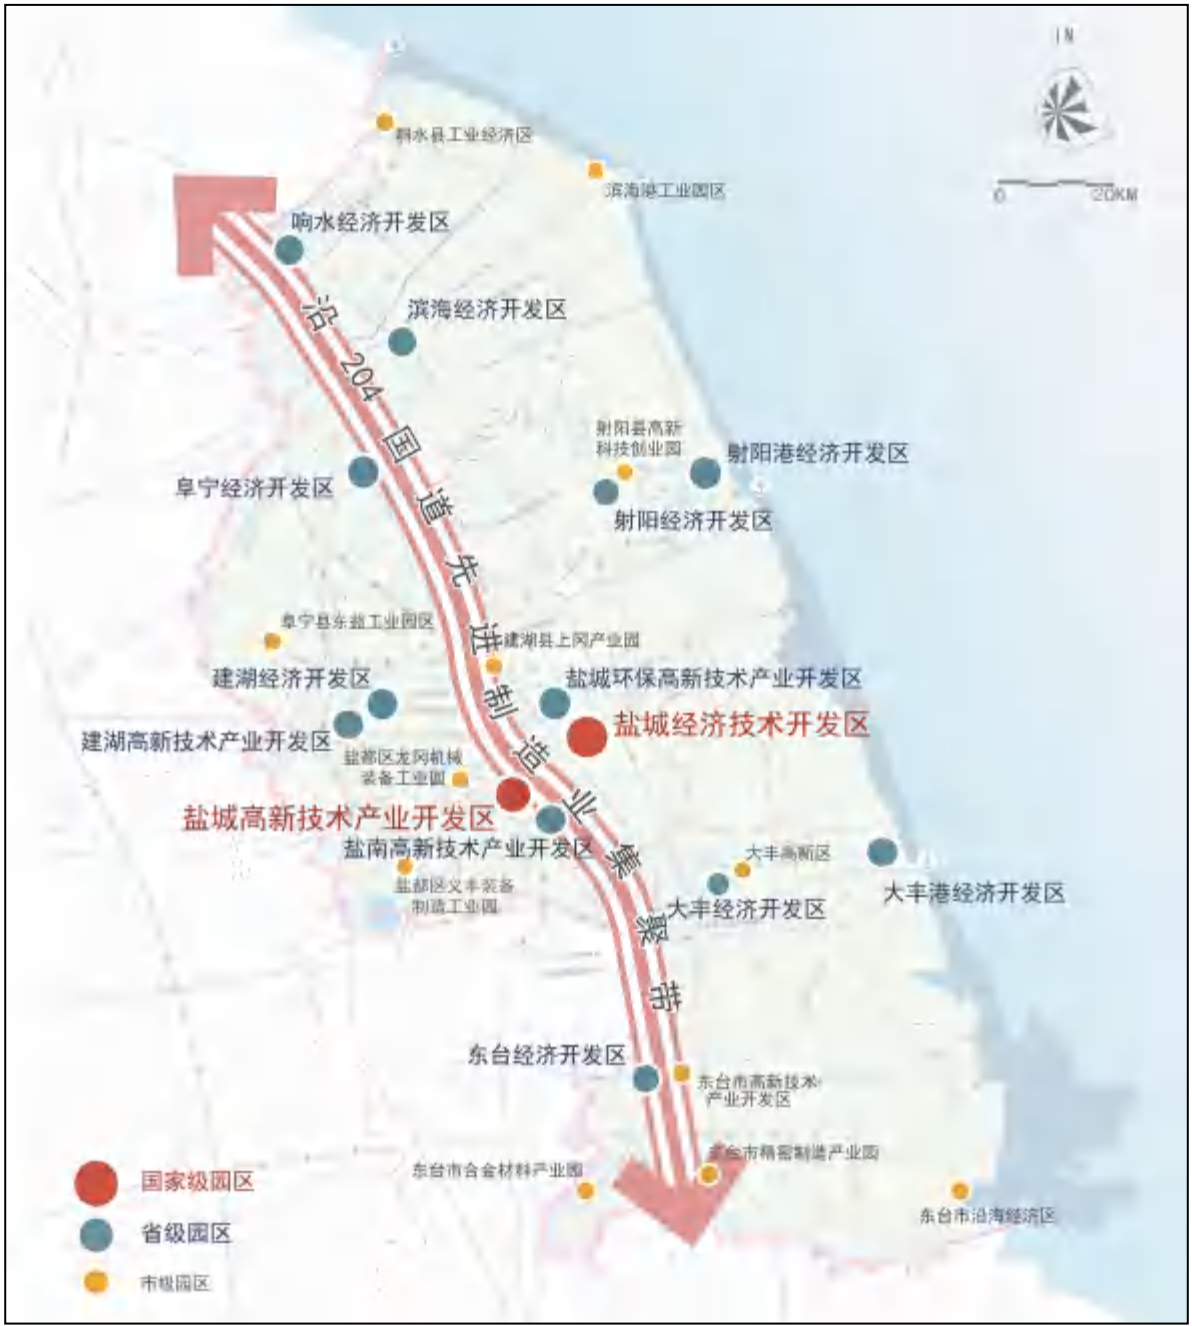 N
0 20KM
响水县工业经济区
滨海港工业园区
响水经济开发区
滨海经济开发区
沿204国道先进制造业集聚带
射阳县高新
科技创业园
射阳港经济开发区
阜宁经济开发区
射阳经济开发区
阜宁县东益工业园区
建湖县上冈产业园
建湖经济开发区
盐城环保高新技术产业开发区
盐城经济技术开发区
建湖高新技术产业开发区
盐都区龙冈机械
装备工业园
盐城高新技术产业开发区
盐南高新技术产业开发区
大丰高新区
盐都区义丰装备
制造工业园
大丰港经济开发区
大丰经济开发区
东台经济开发区
东台市高新技术
产业开发区
东台市精密制造产业园
东台市合金材料产业园
东台市沿海经济区
国家级园区
省级园区
市级园区